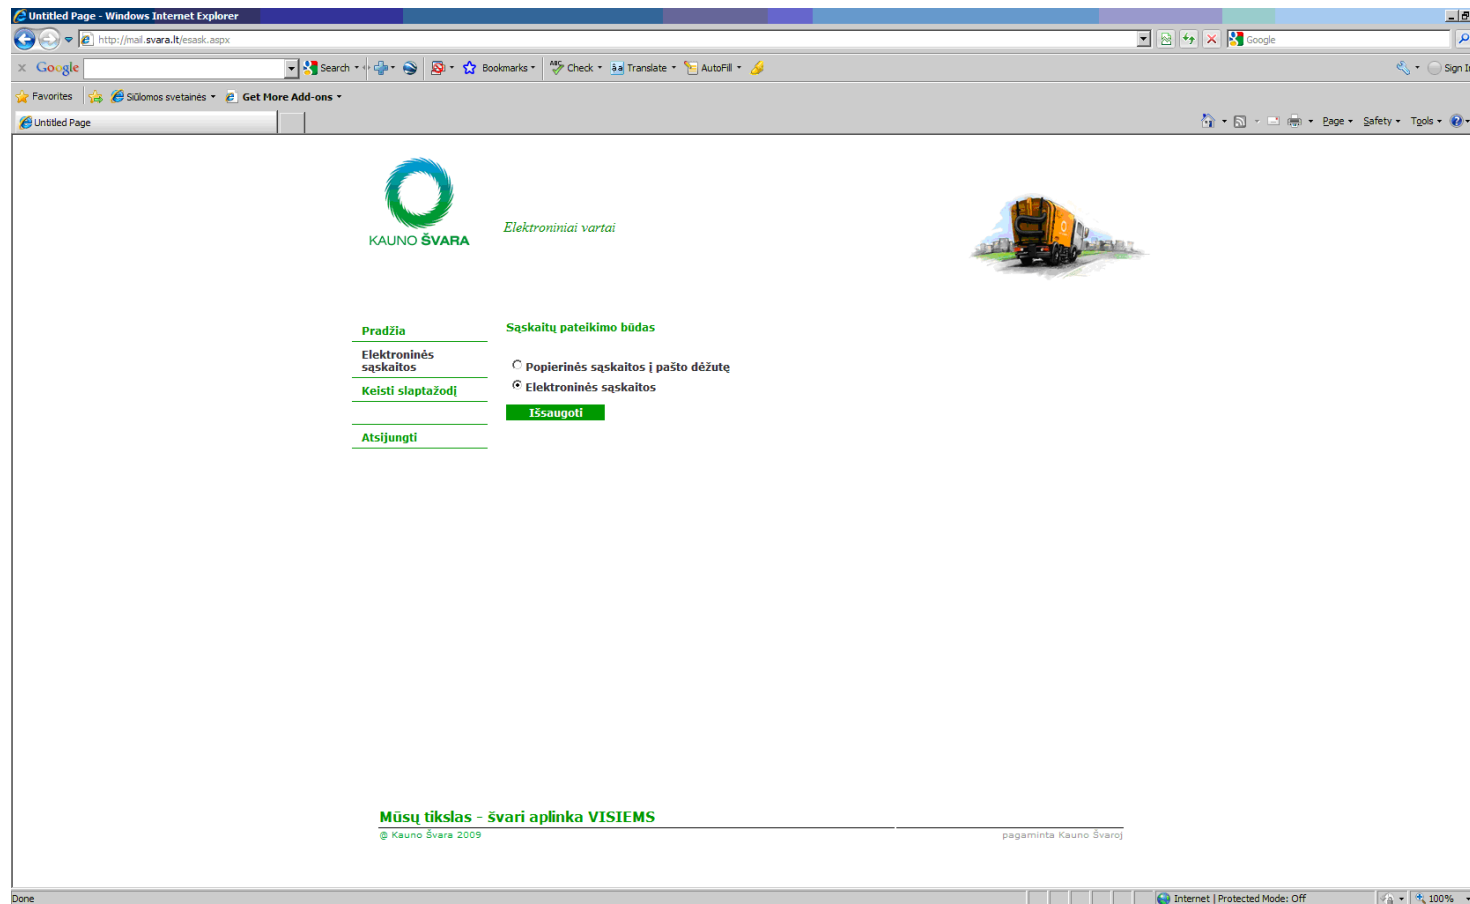 Untitled Page - Windows Internet Explorer
http://mail.svara.lt/esask.aspx
Google
Google
Search
Bookmarks
Check
Translate
AutoFill
Sign In
Favorites
Siūlomos svetainės
Get More Add-ons
Untitled Page
Page
Safety
Tools
KAUNO ŠVARA
Elektroniniai vartai
Pradžia
Elektroninės
sąskaitos
Keisti slaptažodį
Atsijungti
Sąskaitų pateikimo būdas
Popierinės sąskaitos į pašto dėžutę
Elektroninės sąskaitos
Išsaugoti
Mūsų tikslas - švari aplinka VISIEMS
@ Kauno Švara 2009
pagaminta Kauno Švaroj
Done
Internet | Protected Mode: Off
100%